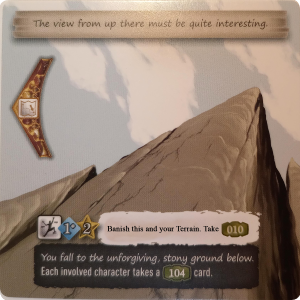 The view from up there must be quite interesting.
1 2 Banish this and your Terrain. Take 010
You fall to the unforgiving, stony ground below.
Each involved character takes a 104 card.